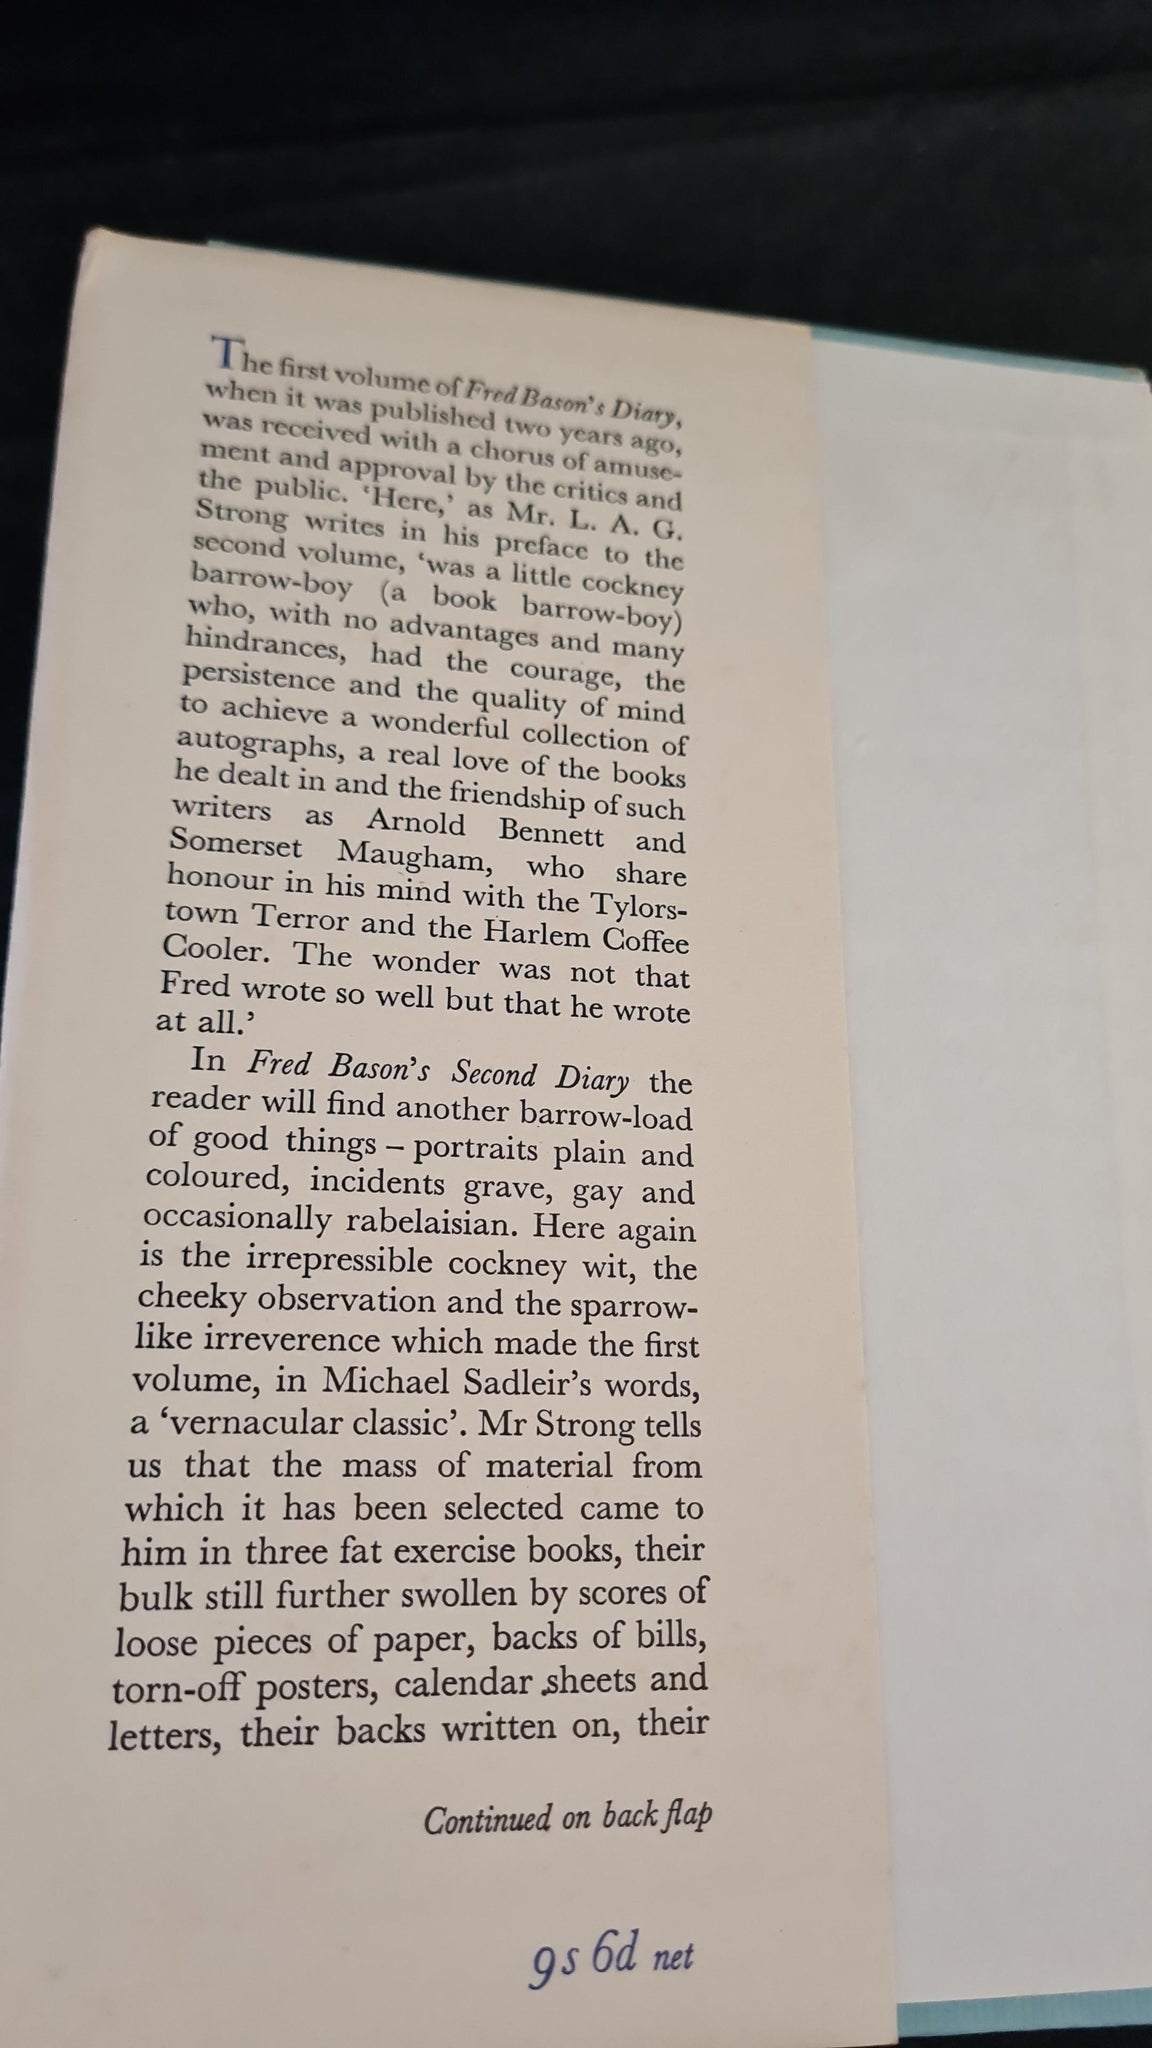 The first volume of Fred Bason's Diary,
when it was published two years ago,
was received with a chorus of amuse-
ment and approval by the critics and
the public. 'Here,' as Mr. L. A. G.
Strong writes in his preface to the
second volume, 'was a little cockney
barrow-boy (a book barrow-boy)
who, with no advantages and many
hindrances, had the courage, the
persistence and the quality of mind
to achieve a wonderful collection of
autographs, a real love of the books
he dealt in and the friendship of such
writers as Arnold Bennett and
Somerset Maugham, who share
honour in his mind with the Tylors-
town Terror and the Harlem Coffee
Cooler. The wonder was not that
Fred wrote so well but that he wrote
at all.'
In Fred Bason's Second Diary the
reader will find another barrow-load
of good things – portraits plain and
coloured, incidents grave, gay and
occasionally rabelaisian. Here again
is the irrepressible cockney wit, the
cheeky observation and the sparrow-
like irreverence which made the first
volume, in Michael Sadleir's words,
a 'vernacular classic'. Mr Strong tells
us that the mass of material from
which it has been selected came to
him in three fat exercise books, their
bulk still further swollen by scores of
loose pieces of paper, backs of bills,
torn-off posters, calendar sheets and
letters, their backs written on, their
Continued on back flap
9s 6d net